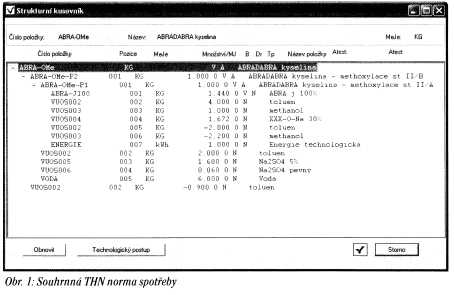 Strukturní kusovník
Číslo položky: ABRA-OMe Název: ABRADABRA kyselina MeJe: KG
Číslo položky Pozice MeJe Množství/MJ B Dr Tp Název položky Atest: Atest
- ABRA-OMe KG V A ABRADABRA kyselina
- ABRA-OMe-P2 001 KG 1.000 0 V A ABRADABRA kyselina - methoxylace st II/B
- ABRA-OMe-P1 001 KG 1.000 0 V A ABRADABRA kyselina - methoxylace st II/A
ABRA-J100 001 KG 1.440 0 V N ABRA j 100%
VUOS002 002 KG 4.000 0 N toluen
VUOS003 003 KG 1.000 0 N methanol
VUOS004 004 KG 1.672 0 N XXX-O-Na 30%
VUOS002 005 KG -2.800 0 N toluen
VUOS003 006 KG -2.200 0 N methanol
ENERGIE 007 kWh 1.000 0 N Energie technologicka
VUOS002 002 KG 2.000 0 N toluen
VUOS005 003 KG 1.600 0 N Na2SO4 5%
VUOS006 004 KG 0.060 0 N Na2SO4 pevny
VODA 005 KG 6.000 0 N Voda
VUOS002 002 KG -0.900 0 N toluen
Obnovit Technologický postup Storno
Obr. 1: Souhrnná THN norma spotřeby